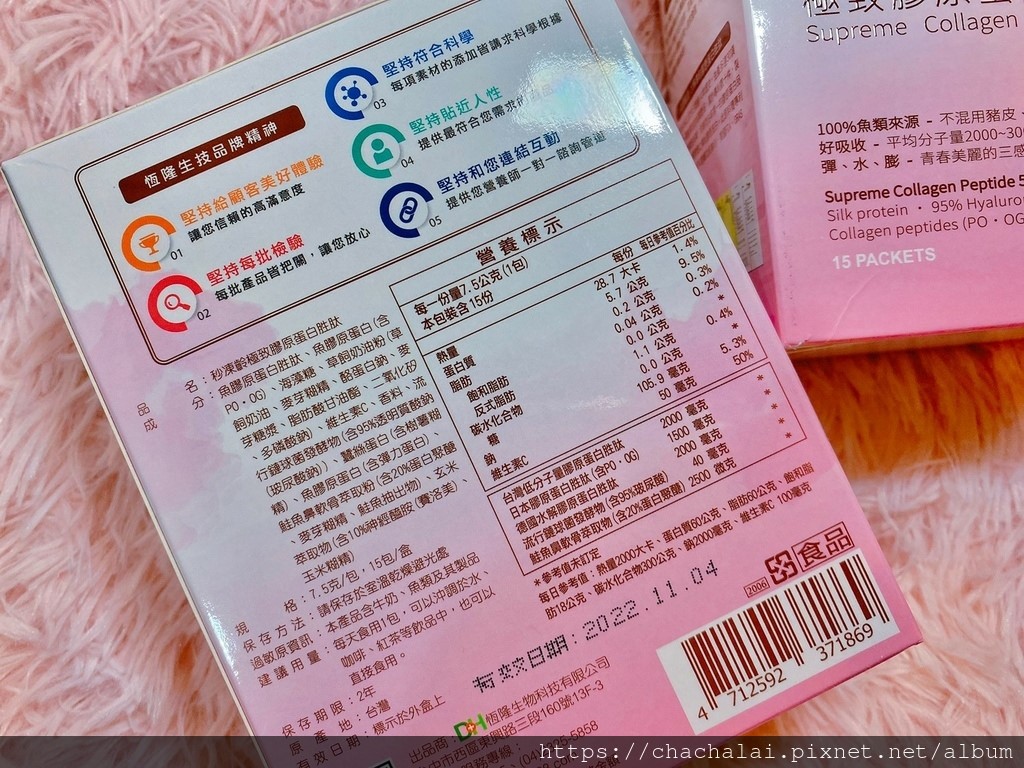 恆隆生技品牌精神
堅持給顧客美好體驗
讓您信賴的高滿意度
01
堅持每批檢驗
每批產品皆把關，讓您放心
02
堅持符合科學
每項素材的添加皆講求科學根據
03
堅持貼近人性
提供最符合您需求
04
堅持和您連結互動
提供您營養師一對一諮詢管道
05
品 名：秒凍齡極致膠原蛋白胜肽
成 分：魚膠原蛋白胜肽、魚膠原蛋白(含
PO·OG)、海藻糖、草飼奶油粉(草
飼奶油、麥芽糊精、酪蛋白鈉、麥
芽糖漿、脂肪酸甘油酯、二氧化矽
、多磷酸鈉)、維生素C、香料、流
行鏈球菌發酵物(含95%透明質酸鈉
(玻尿酸鈉))、蠶絲蛋白(含樹薯糊
精)、魚膠原蛋白(含彈力蛋白)、
鮭魚鼻軟骨萃取粉(含20%蛋白聚醣
、麥芽糊精、鮭魚抽出物)、玄米
萃取物(含10%神經醯胺(賽洛美)、
玉米糊精)
規 格：7.5克/包，15包/盒
保存方法：請保存於室溫乾燥避光處
過敏原資訊：本產品含牛奶、魚類及其製品
建議用量：每天食用1包，可以沖調於水、
咖啡、紅茶等飲品中，也可以
直接食用。
保存期限：2年
原產地：台灣
有效日期：標示於外盒上
營養標示
每一份量7.5公克(1包)
本包裝含15份
每份 每日參考值百分比
熱量 28.7 大卡 1.4%
蛋白質 5.7 公克 9.5%
脂肪 0.2 公克 0.3%
飽和脂肪 0.04 公克 0.2%
反式脂肪 0.0 公克 *
碳水化合物 1.1 公克 0.4%
糖 0.0 公克 *
鈉 105.9 毫克 5.3%
維生素C 50 毫克 50%
台灣低分子量膠原蛋白胜肽 2000 毫克 *
日本膠原蛋白胜肽(含PO·OG) 1500 毫克 *
德國水解膠原蛋白胜肽 2000 毫克 *
流行鏈球菌發酵物(含95%玻尿酸) 40 毫克 *
鮭魚鼻軟骨萃取物(含20%蛋白聚醣) 2500 微克 *
*參考值未訂定
每日參考值：熱量2000大卡、蛋白質60公克、脂肪60公克、飽和脂
肪18公克、碳水化合物300公克、鈉2000毫克、維生素C 100毫克
有效日期:2022.11.04
2006 食品
4 712592 371869
DH 恆隆生物科技有限公司
出品商
中市西區東興路三段160號13F-3
Supreme Collagen
100%魚類來源 - 不混用豬皮、
好吸收 - 平均分子量2000~30
彈、水、膨 - 青春美麗的三感
Supreme Collagen Peptide 5
Silk protein · 95% Hyaluro
Collagen peptides (PO·OG
15 PACKETS
https://chachalai.pixnet.net/album